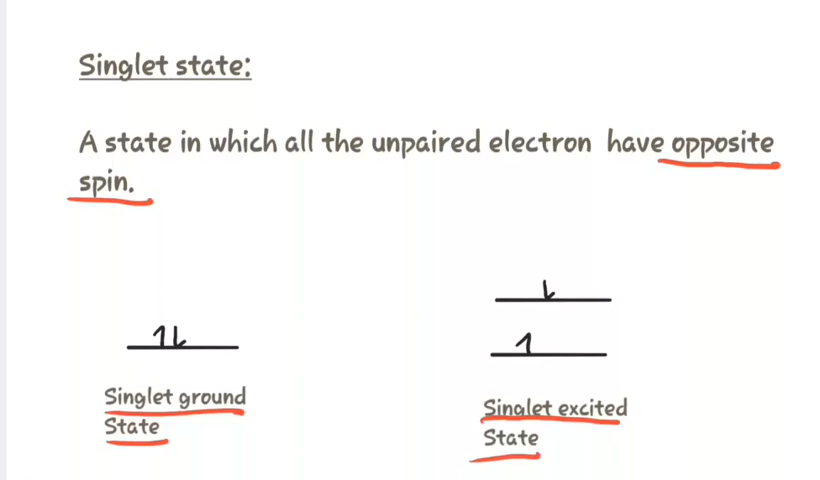 Singlet state:
A state in which all the unpaired electron have opposite
spin.
Singlet ground
State
Singlet excited
State